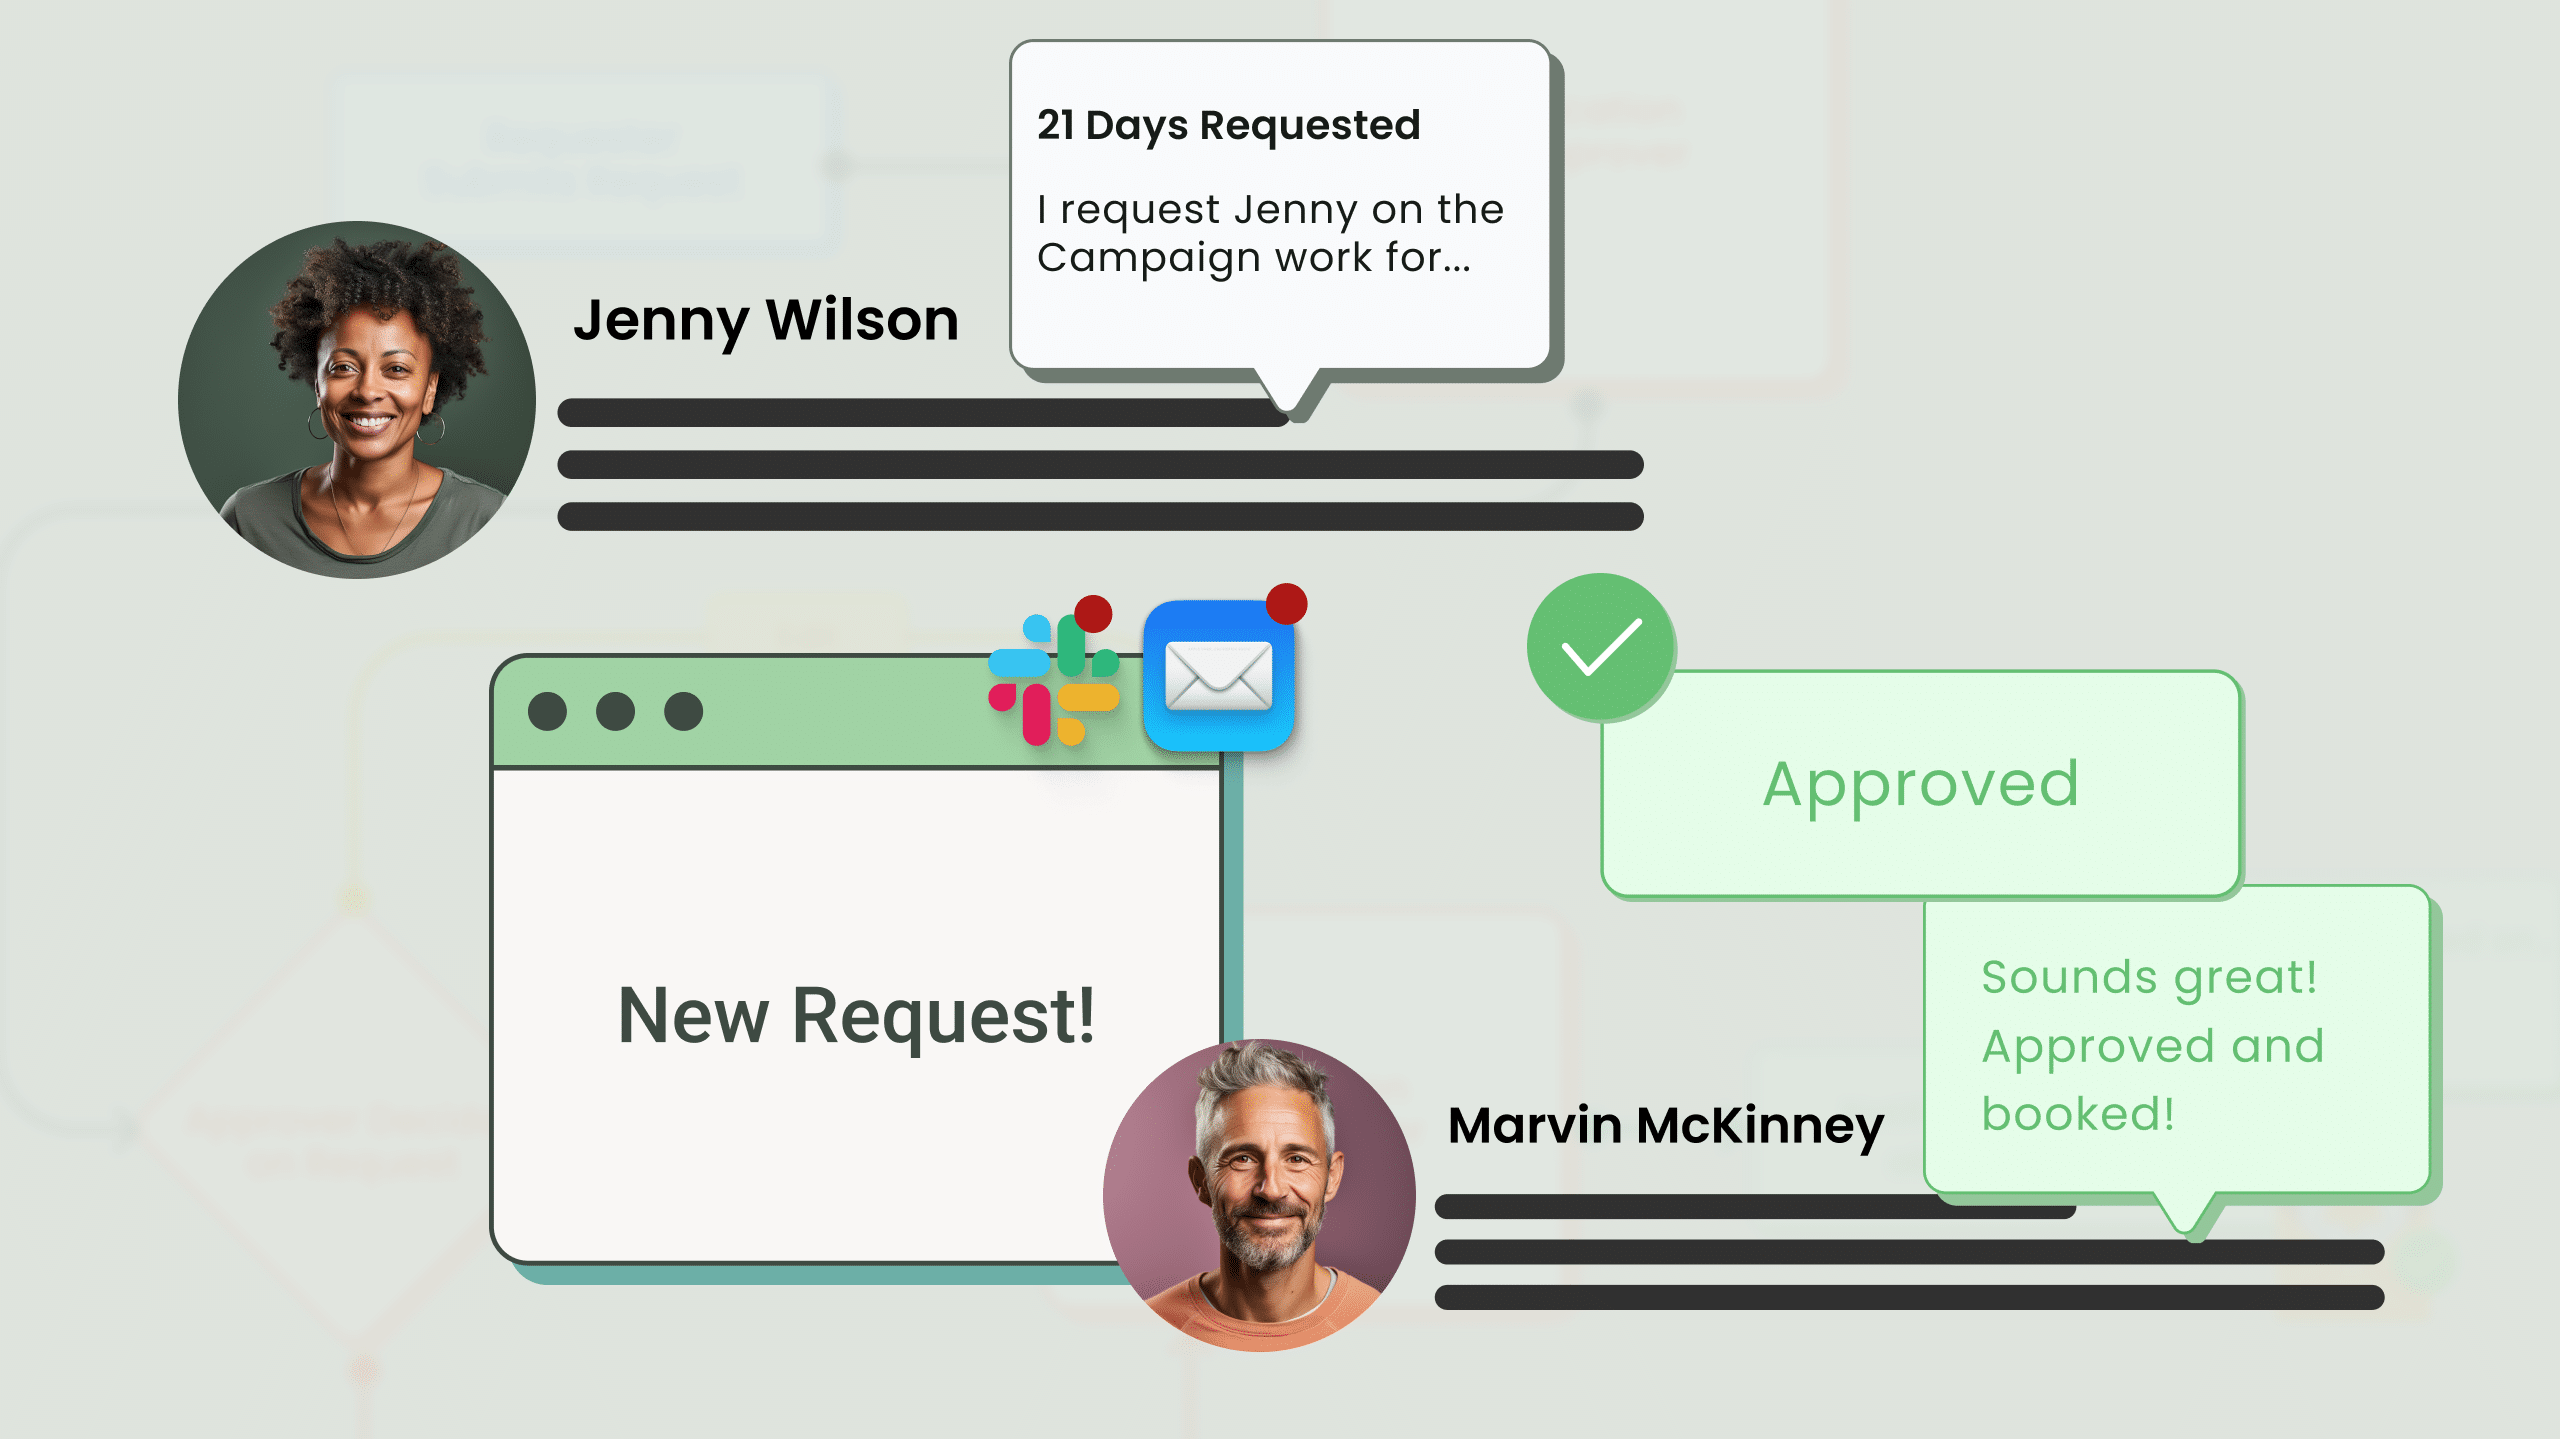 21 Days Requested
I request Jenny on the
Campaign work for...
Jenny Wilson
Approved
New Request!
Sounds great!
Approved and
booked!
Marvin McKinney